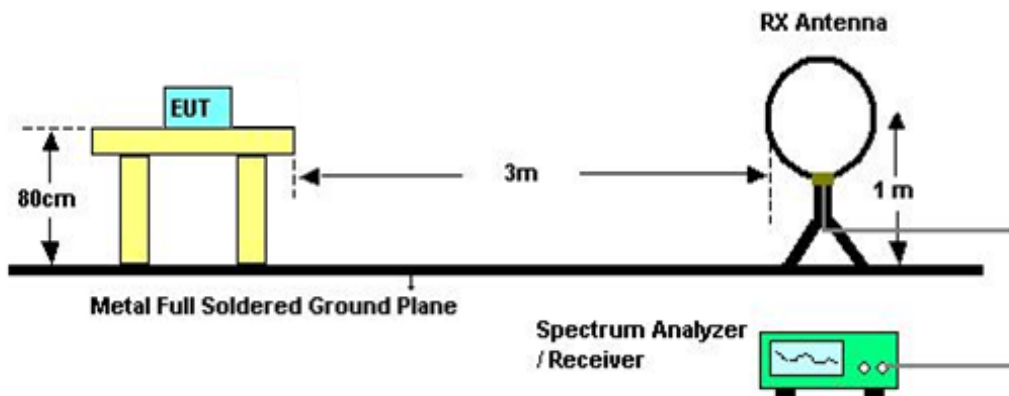 RX Antenna
EUT
80cm
3m
1 m
Metal Full Soldered Ground Plane
Spectrum Analyzer
/ Receiver